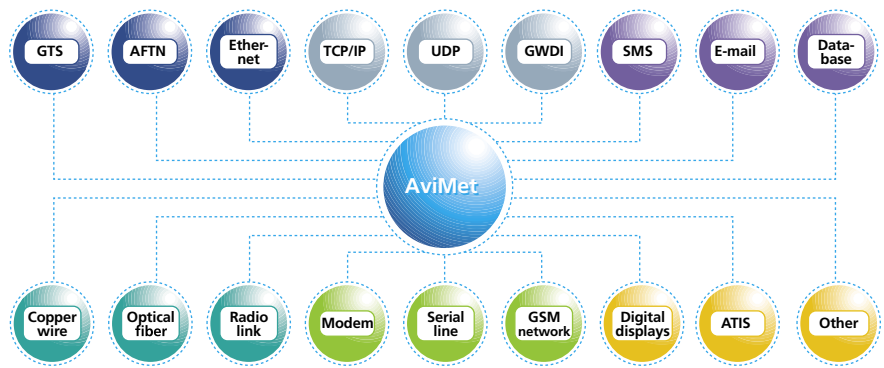 GTS
AFTN
Ether-
net
TCP/IP
UDP
GWDI
SMS
E-mail
Data-
base
AviMet
Copper
wire
Optical
fiber
Radio
link
Modem
Serial
line
GSM
network
Digital
displays
ATIS
Other